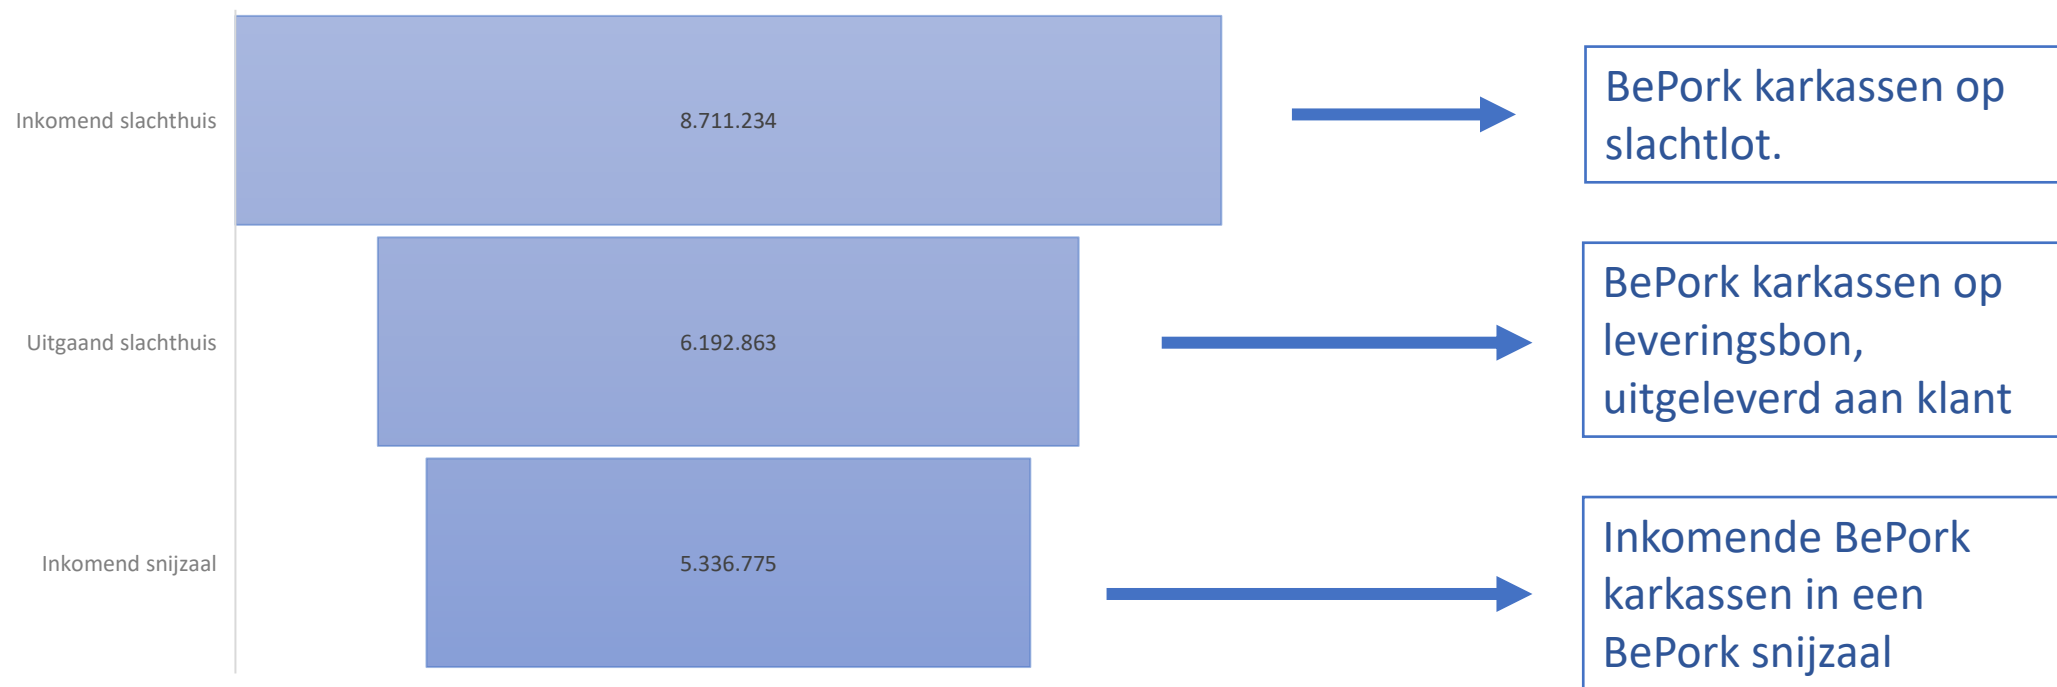 Inkomend slachthuis
8.711.234
BePork karkassen op
slachtlot.
Uitgaand slachthuis
6.192.863
BePork karkassen op
leveringsbon,
uitgeleverd aan klant
Inkomend snijzaal
5.336.775
Inkomende BePork
karkassen in een
BePork snijzaal